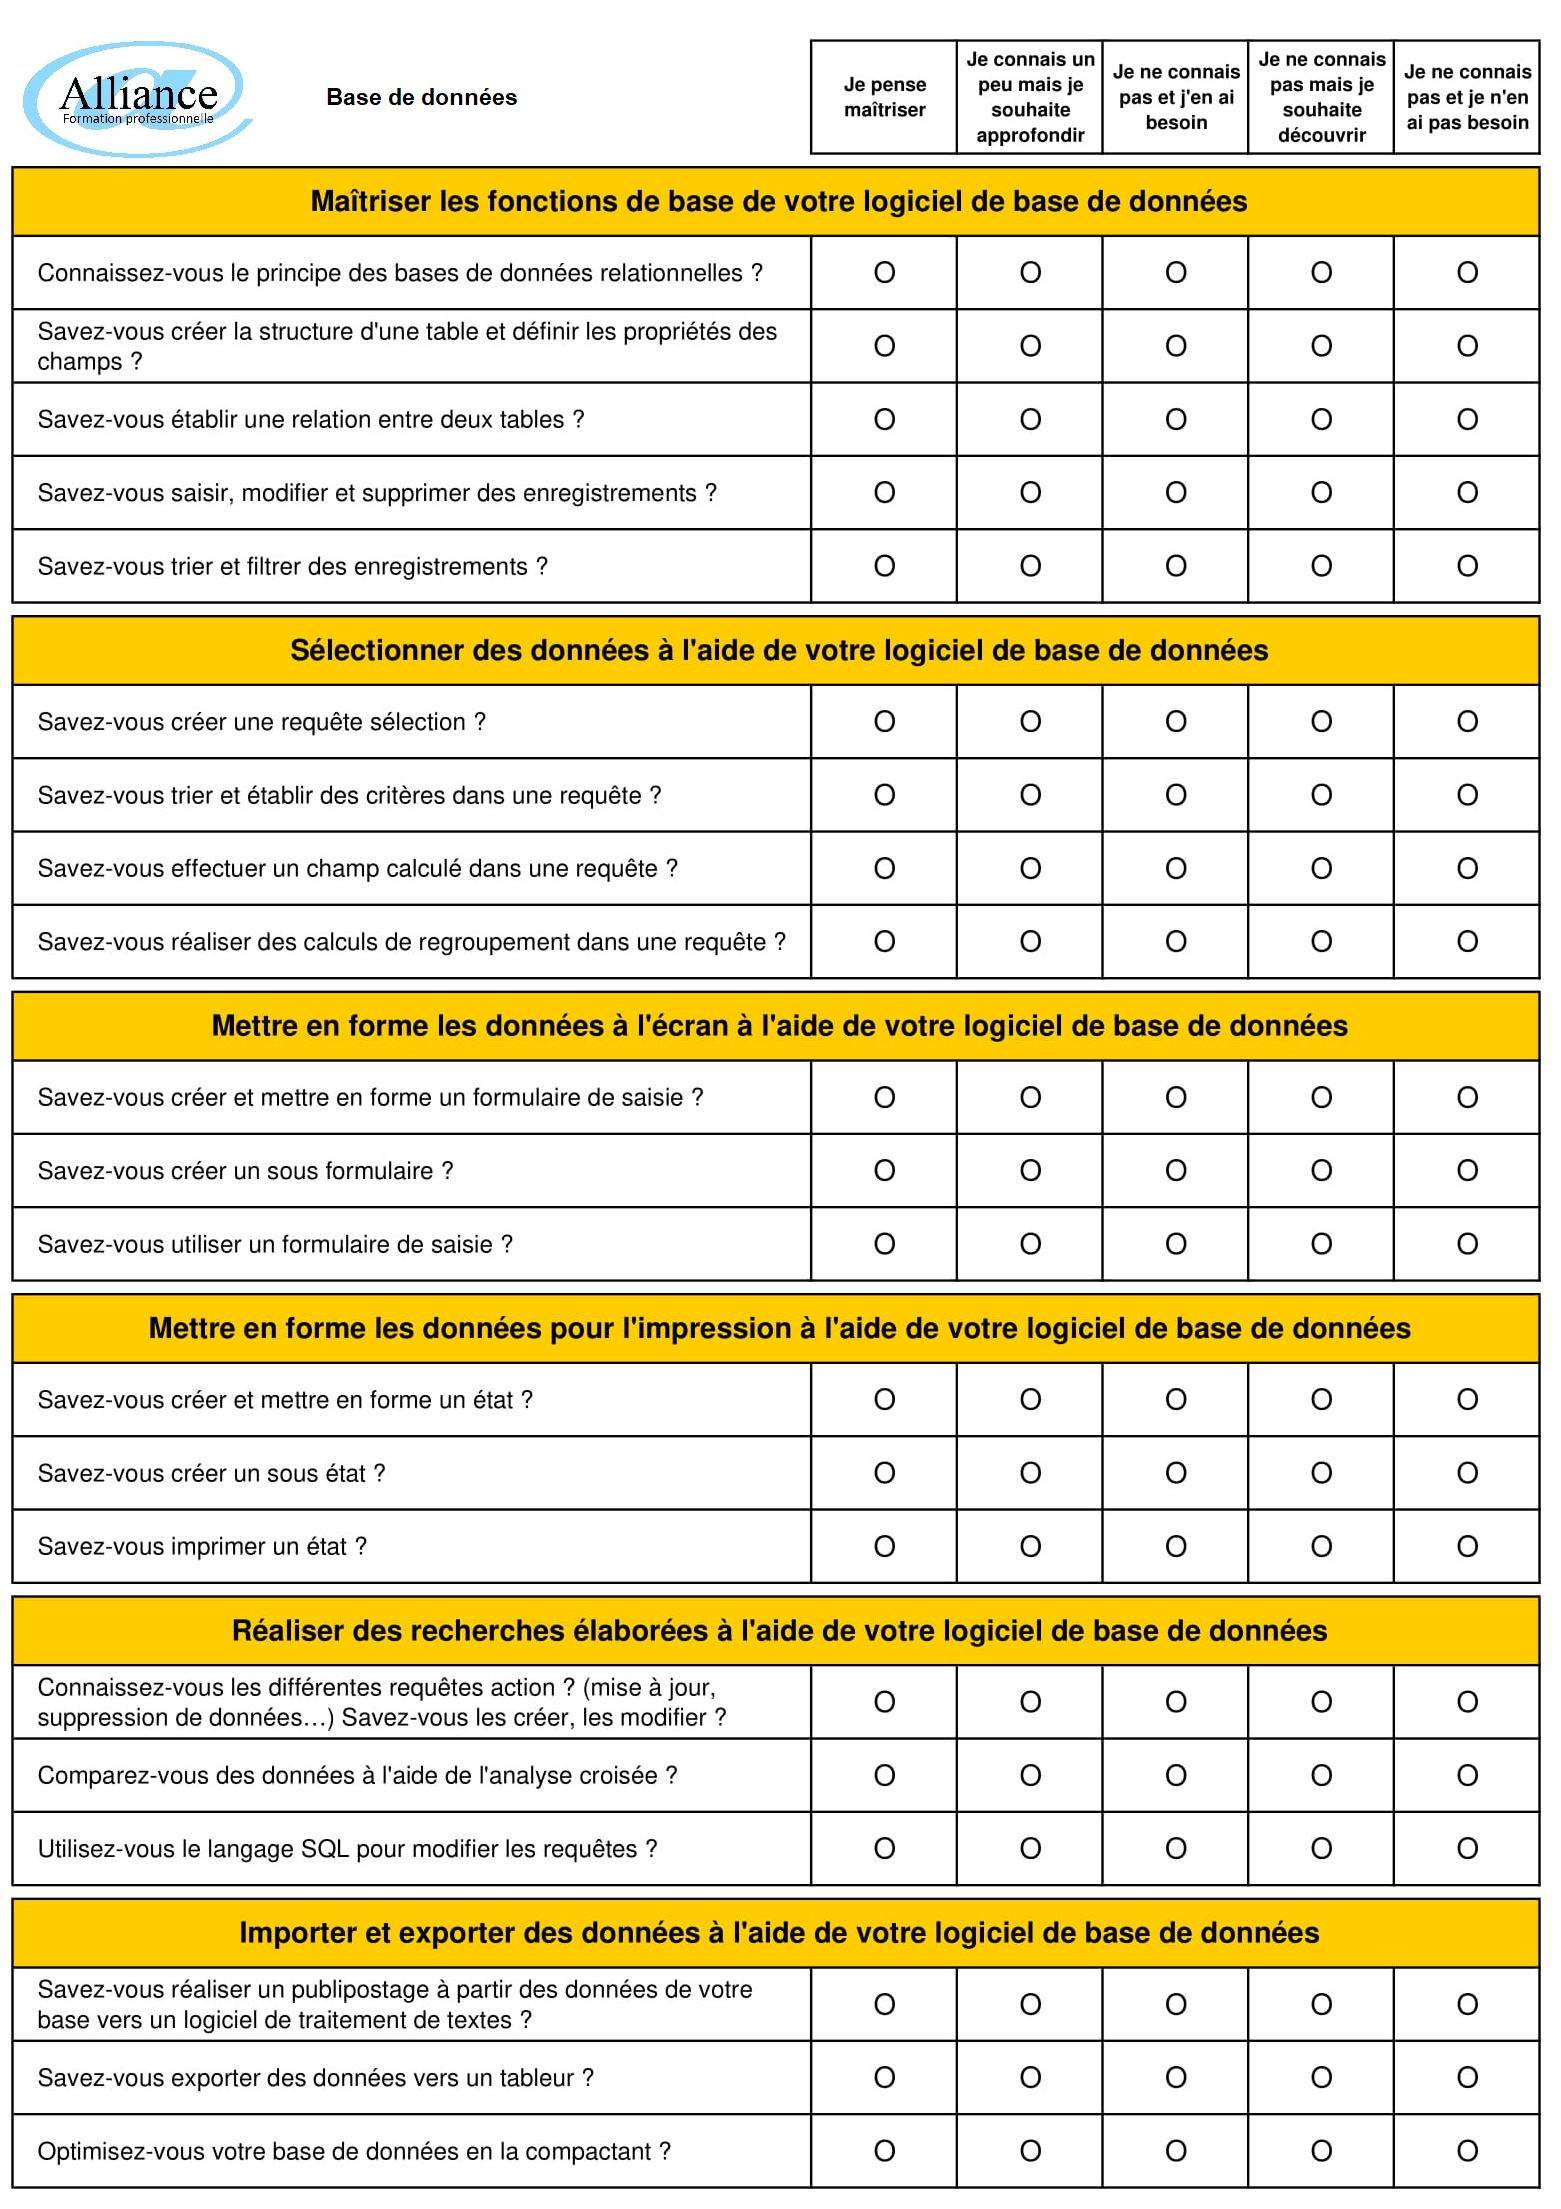 Alliance
Formation professionnelle
Base de données
Je pense
maîtriser
Je connais un
peu mais je
souhaite
approfondir
Je ne connais
pas et j'en ai
besoin
Je ne connais
pas mais je
souhaite
découvrir
Je ne connais
pas et je n'en
ai pas besoin
Maîtriser les fonctions de base de votre logiciel de base de données
Connaissez-vous le principe des bases de données relationnelles ? O O O O O
Savez-vous créer la structure d'une table et définir les propriétés des
champs ? O O O O O
Savez-vous établir une relation entre deux tables ? O O O O O
Savez-vous saisir, modifier et supprimer des enregistrements ? O O O O O
Savez-vous trier et filtrer des enregistrements ? O O O O O
Sélectionner des données à l'aide de votre logiciel de base de données
Savez-vous créer une requête sélection ? O O O O O
Savez-vous trier et établir des critères dans une requête ? O O O O O
Savez-vous effectuer un champ calculé dans une requête ? O O O O O
Savez-vous réaliser des calculs de regroupement dans une requête ? O O O O O
Mettre en forme les données à l'écran à l'aide de votre logiciel de base de données
Savez-vous créer et mettre en forme un formulaire de saisie ? O O O O O
Savez-vous créer un sous formulaire ? O O O O O
Savez-vous utiliser un formulaire de saisie ? O O O O O
Mettre en forme les données pour l'impression à l'aide de votre logiciel de base de données
Savez-vous créer et mettre en forme un état ? O O O O O
Savez-vous créer un sous état ? O O O O O
Savez-vous imprimer un état ? O O O O O
Réaliser des recherches élaborées à l'aide de votre logiciel de base de données
Connaissez-vous les différentes requêtes action ? (mise à jour,
suppression de données…) Savez-vous les créer, les modifier ? O O O O O
Comparez-vous des données à l'aide de l'analyse croisée ? O O O O O
Utilisez-vous le langage SQL pour modifier les requêtes ? O O O O O
Importer et exporter des données à l'aide de votre logiciel de base de données
Savez-vous réaliser un publipostage à partir des données de votre
base vers un logiciel de traitement de textes ? O O O O O
Savez-vous exporter des données vers un tableur ? O O O O O
Optimisez-vous votre base de données en la compactant ? O O O O O